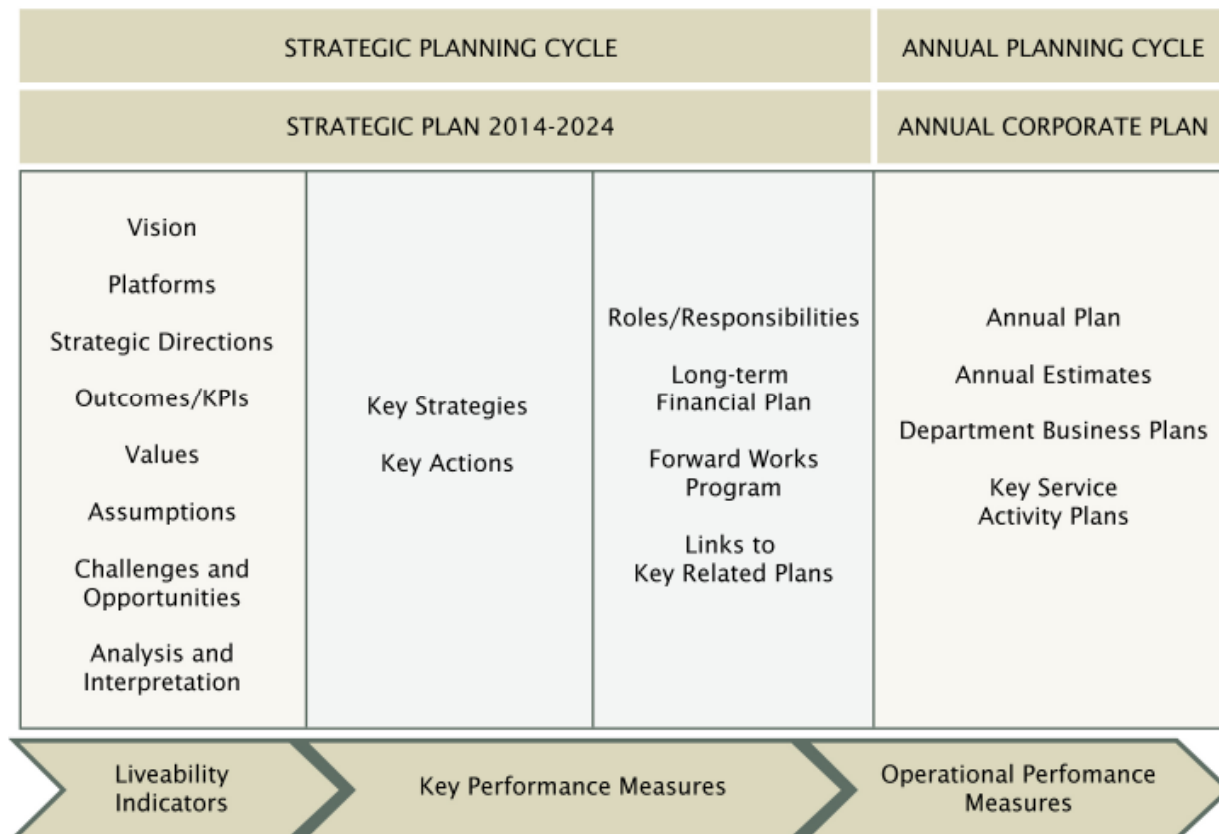 STRATEGIC PLANNING CYCLE
ANNUAL PLANNING CYCLE
STRATEGIC PLAN 2014-2024
ANNUAL CORPORATE PLAN
Vision
Platforms
Strategic Directions
Outcomes/KPIs
Values
Assumptions
Challenges and
Opportunities
Analysis and
Interpretation
Key Strategies
Key Actions
Roles/Responsibilities
Long-term
Financial Plan
Forward Works
Program
Links to
Key Related Plans
Annual Plan
Annual Estimates
Department Business Plans
Key Service
Activity Plans
Liveability
Indicators
Key Performance Measures
Operational Perfomance
Measures